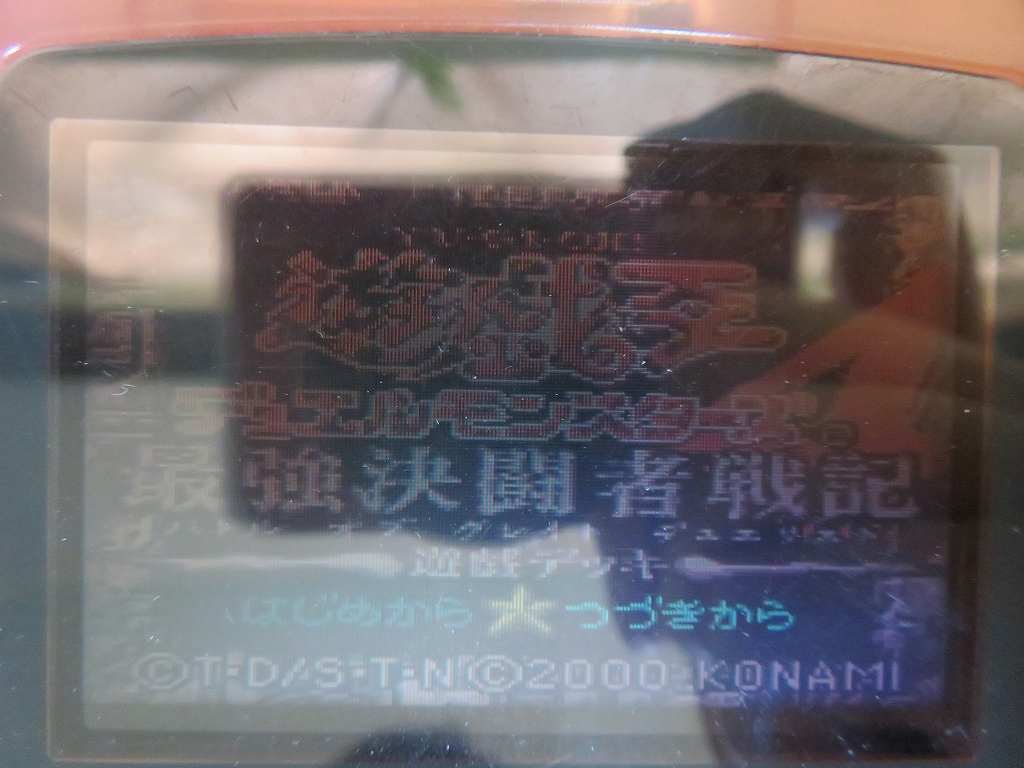 遊戯王
デュエルモンスターズ4
最強決闘者戦記
遊戯デッキ
はじめから★つづきから
©T・D/S・T・N©2000 KONAMI